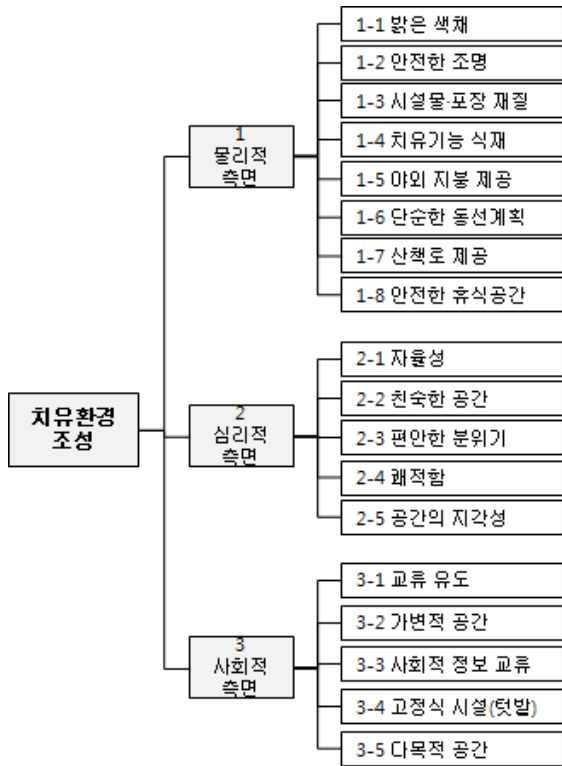 치유환경
조성
1
물리적
측면
1-1 밝은 색채
1-2 안전한 조명
1-3 시설물·포장 재질
1-4 치유기능 식재
1-5 야외 지붕 제공
1-6 단순한 동선계획
1-7 산책로 제공
1-8 안전한 휴식공간
2
심리적
측면
2-1 자율성
2-2 친숙한 공간
2-3 편안한 분위기
2-4 쾌적함
2-5 공간의 지각성
3
사회적
측면
3-1 교류 유도
3-2 가변적 공간
3-3 사회적 정보 교류
3-4 고정식 시설(텃밭)
3-5 다목적 공간